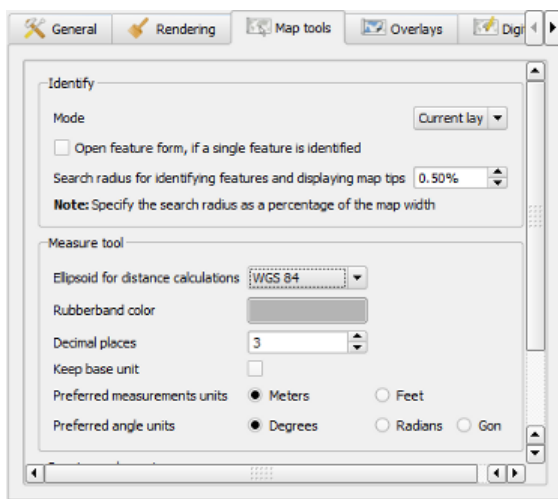 General Rendering Map tools Overlays Digi
Identify
Mode Current lay
Open feature form, if a single feature is identified
Search radius for identifying features and displaying map tips 0.50%
Note: Specify the search radius as a percentage of the map width
Measure tool
Ellipsoid for distance calculations WGS 84
Rubberband color
Decimal places 3
Keep base unit
Preferred measurements units Meters Feet
Preferred angle units Degrees Radians Gon